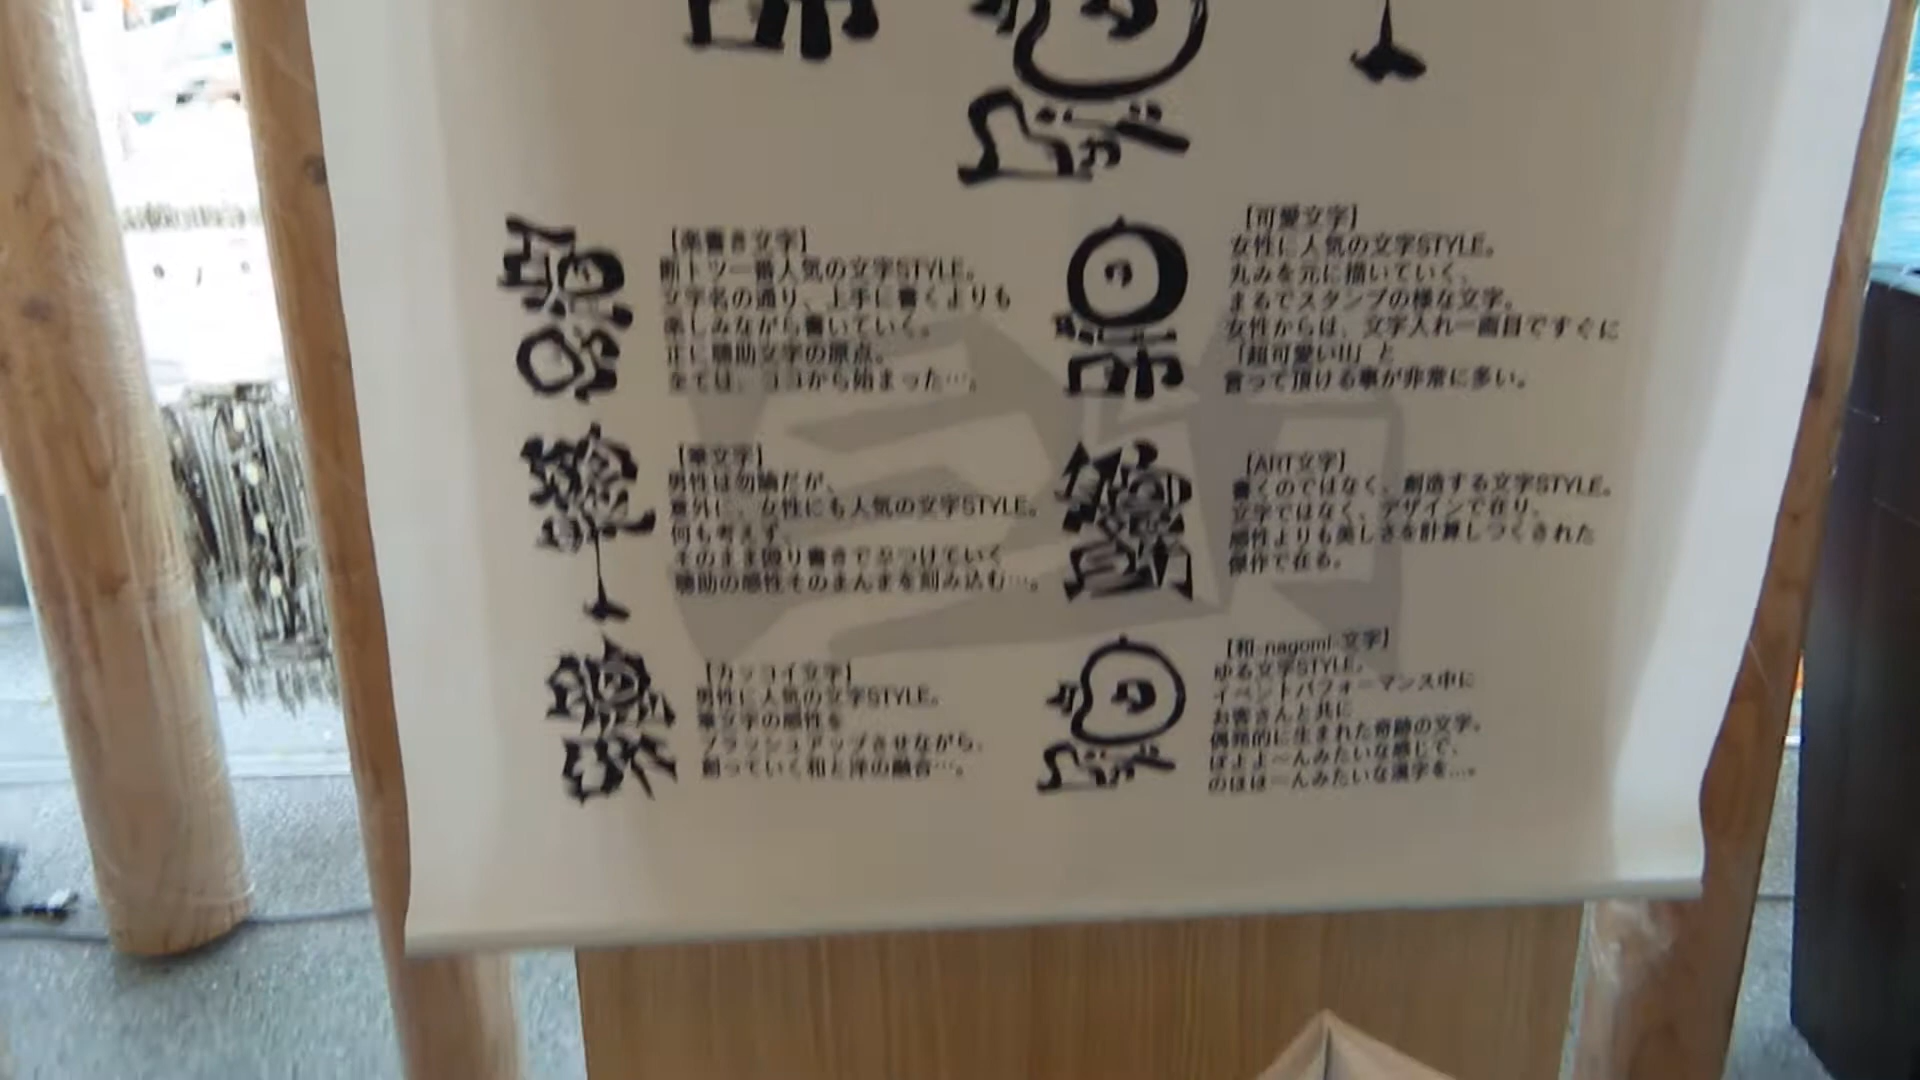 【楽書き文字】
断トツ一番人気の文字STYLE。
文字名の通り、上手に書くよりも
楽しみながら書いていく。
正に聴助文字の原点。
全ては、ココから始まった…。
【筆文字】
男性は勿論だが、
意外に、女性にも人気の文字STYLE。
何も考えず、
そのまま殴り書きでぶつけていく
聴助の感性そのまんまを刻み込む…。
【カッコイイ文字】
男性に人気の文字STYLE。
筆文字の感性を
ブラッシュアップさせながら、
創っていく和と洋の融合…。
【可愛文字】
女性に人気の文字STYLE。
丸みを元に描いていく、
まるでスタンプの様な文字。
女性からは、文字入れ一画目ですぐに
「超可愛い!!」と
言って頂ける事が非常に多い。
【ART文字】
書くのではなく、創造する文字STYLE。
文字ではなく、デザインで在り、
感性よりも美しさを計算しつくされた
傑作で在る。
【和-nagomi-文字】
ゆる文字STYLE。
イベントパフォーマンス中に
お客さんと共に
偶発的に生まれた奇跡の文字。
ぽよよ〜んみたいな感じで、
のほほ〜んみたいな漢字を…。